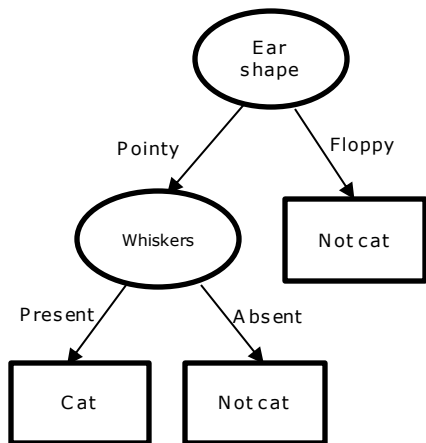 Ear
shape
Pointy
Floppy
Whiskers
Not cat
Present
Absent
Cat
Not cat